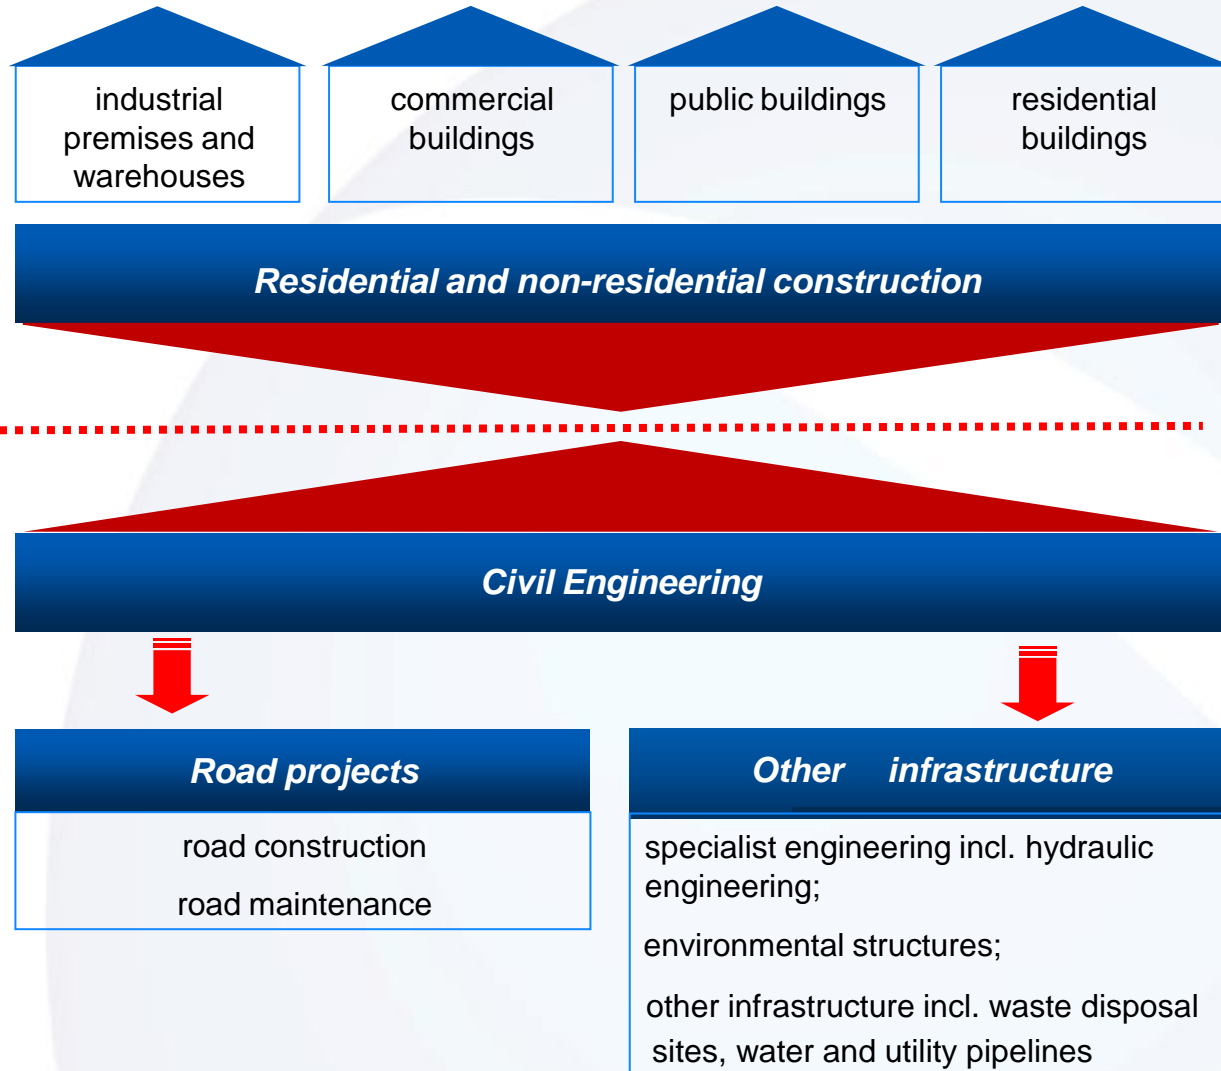 industrial
premises and
warehouses
commercial
buildings
public buildings
residential
buildings
Residential and non-residential construction
Civil Engineering
Road projects
road construction
road maintenance
Other infrastructure
specialist engineering incl. hydraulic
engineering;
environmental structures;
other infrastructure incl. waste disposal
sites, water and utility pipelines